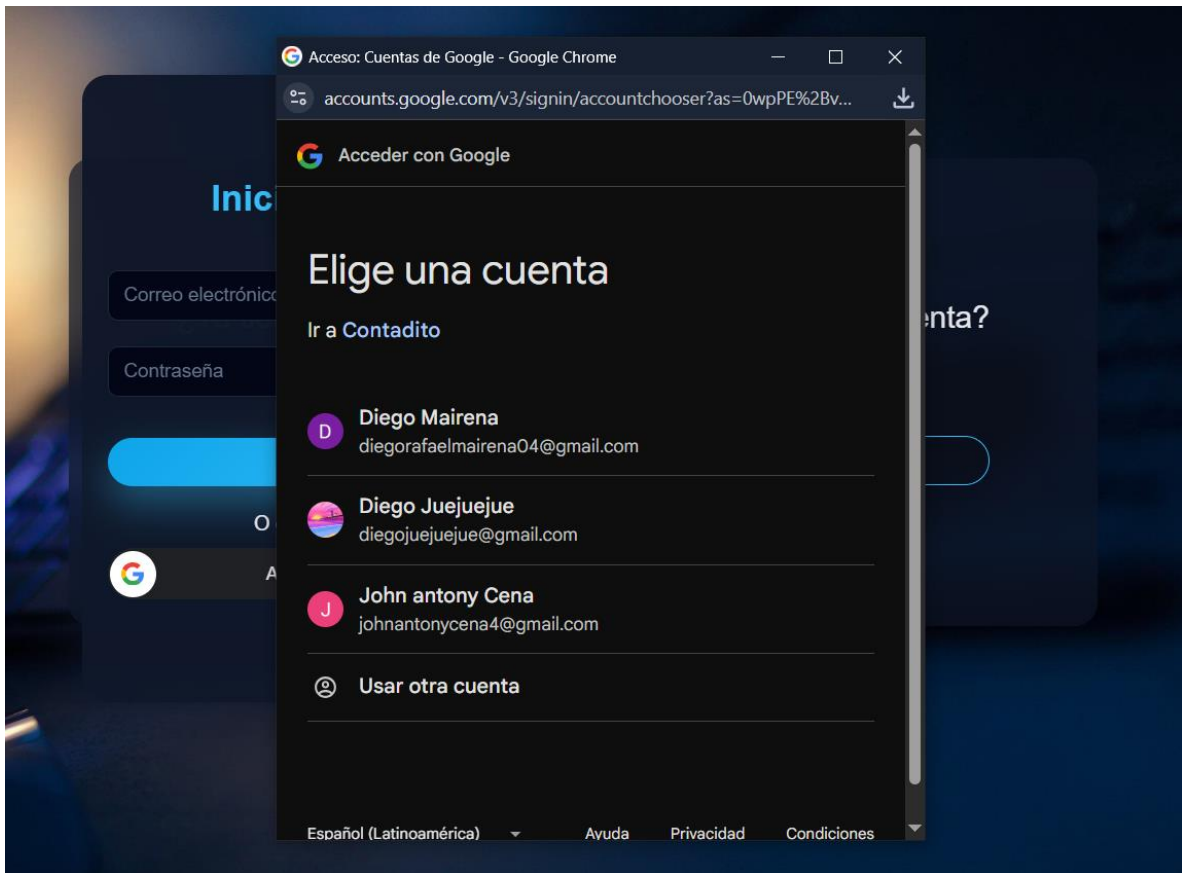 Acceso: Cuentas de Google - Google Chrome
accounts.google.com/v3/signin/accountchooser?as=0wpPE%2Bv...
Acceder con Google
Inic
Elige una cuenta
Correo electrónico
Ir a Contadito
enta?
Contraseña
D
Diego Mairena
diegorafaelmairena04@gmail.com
Diego Juejuejue
diegojuejuejue@gmail.com
O
A
J
John antony Cena
johnantonycena4@gmail.com
Usar otra cuenta
Español (Latinoamérica) Ayuda Privacidad Condiciones